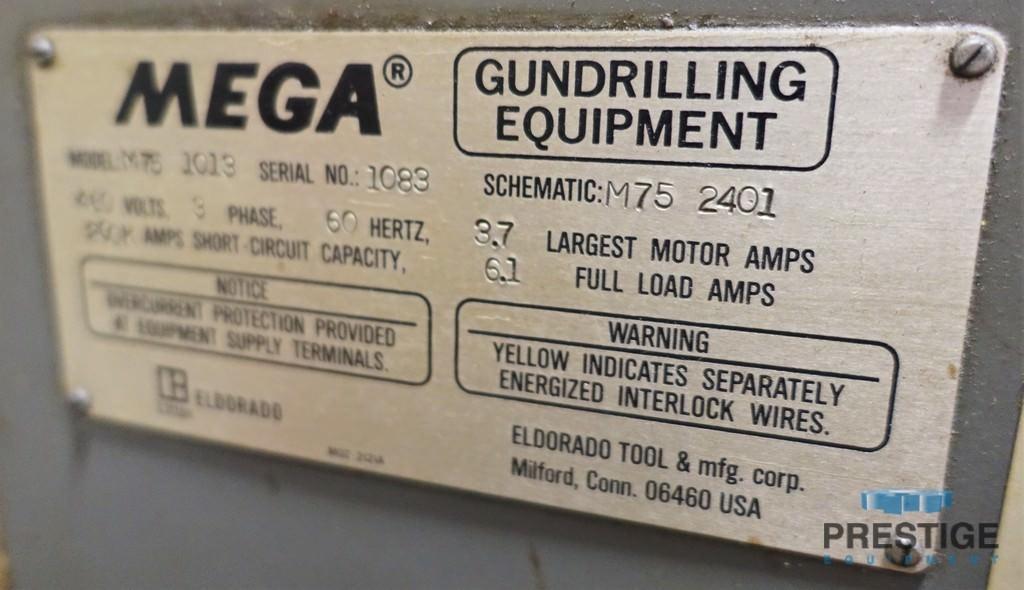 MEGA®
GUNDRILLING
EQUIPMENT
MODEL: M75 1013 SERIAL NO.: 1083
SCHEMATIC: M75 2401
VOLTS, 3 PHASE, 60 HERTZ,
3.7 LARGEST MOTOR AMPS
AMPS SHORT-CIRCUIT CAPACITY,
6.1 FULL LOAD AMPS
NOTICE
OVERCURRENT PROTECTION PROVIDED
AT EQUIPMENT SUPPLY TERMINALS.
WARNING
YELLOW INDICATES SEPARATELY
ENERGIZED INTERLOCK WIRES.
ELDORADO
ELDORADO TOOL & mfg. corp.
Milford, Conn. 06460 USA
PRESTIGE
EQUIPMENT